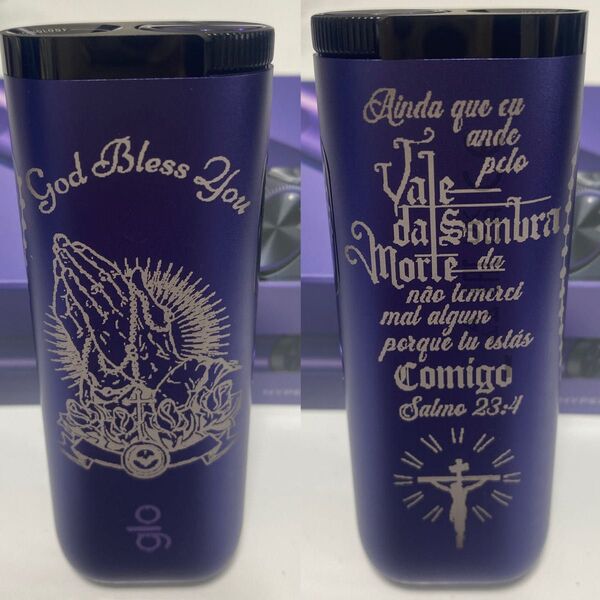 God Bless You
glo
Ainda que eu
ande
pelo
Vale
da Sombra
da
Morte
não temerei
mal algum
porque tu estás
Comigo
Salmo 23:4